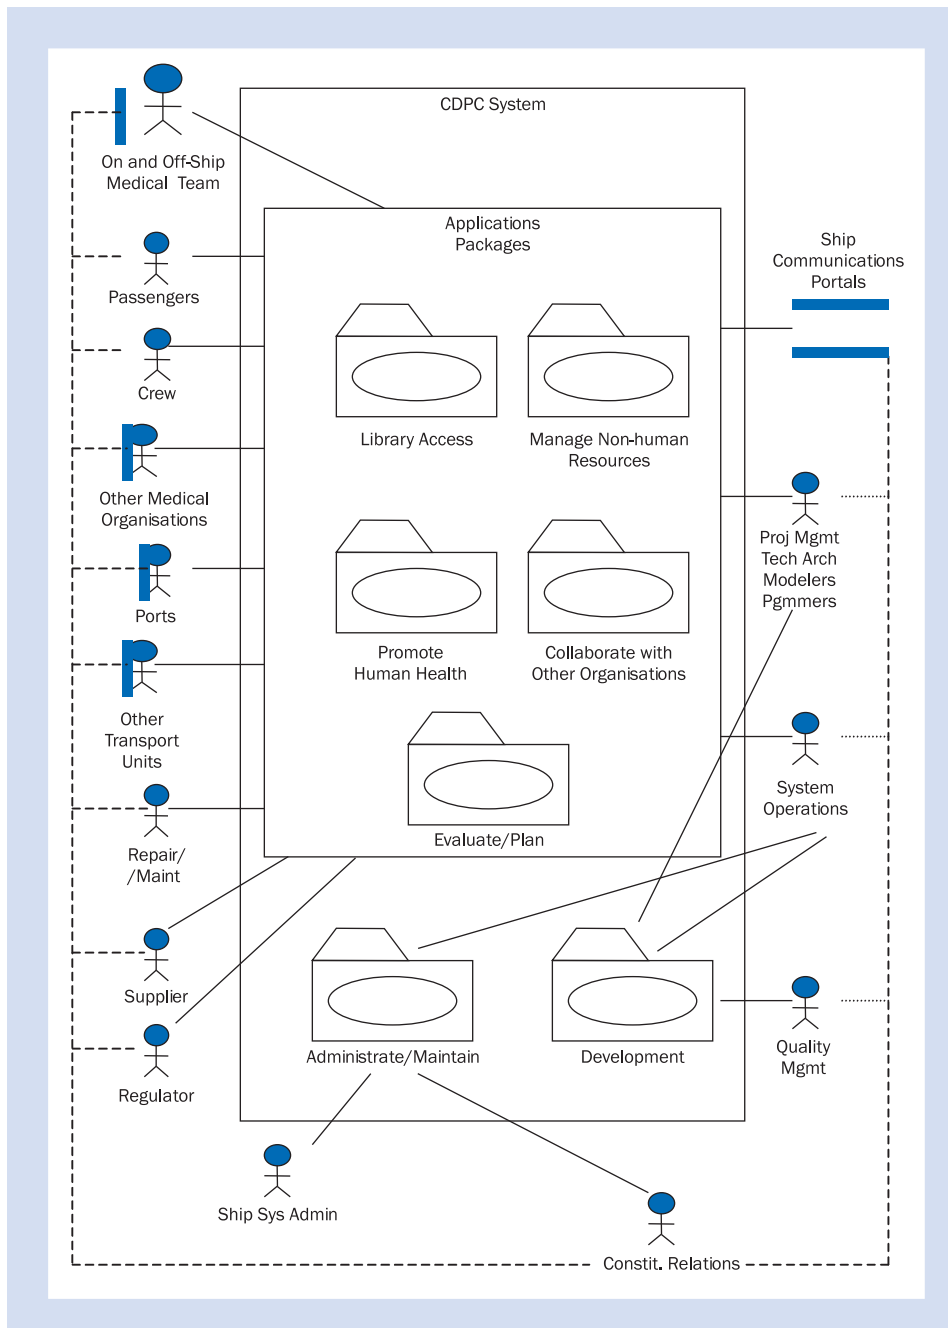 CDPC System
On and Off-Ship
Medical Team
Applications
Packages
Ship
Communications
Portals
Passengers
Crew
Library Access
Manage Non-human
Resources
Other Medical
Organisations
Proj Mgmt
Tech Arch
Modelers
Pgmmers
Ports
Promote
Human Health
Collaborate with
Other Organisations
Other
Transport
Units
System
Operations
Evaluate/Plan
Repair/
/Maint
Supplier
Administrate/Maintain
Development
Quality
Mgmt
Regulator
Ship Sys Admin
Constit. Relations